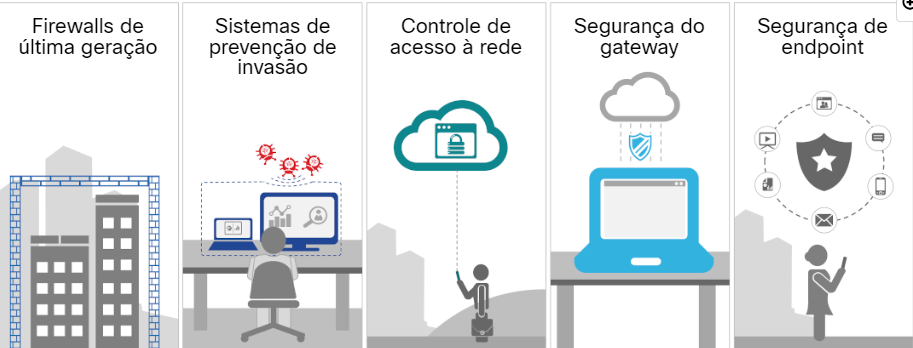 Firewalls de
última geração
Sistemas de
prevenção de
invasão
Controle de
acesso à rede
Segurança do
gateway
Segurança de
endpoint